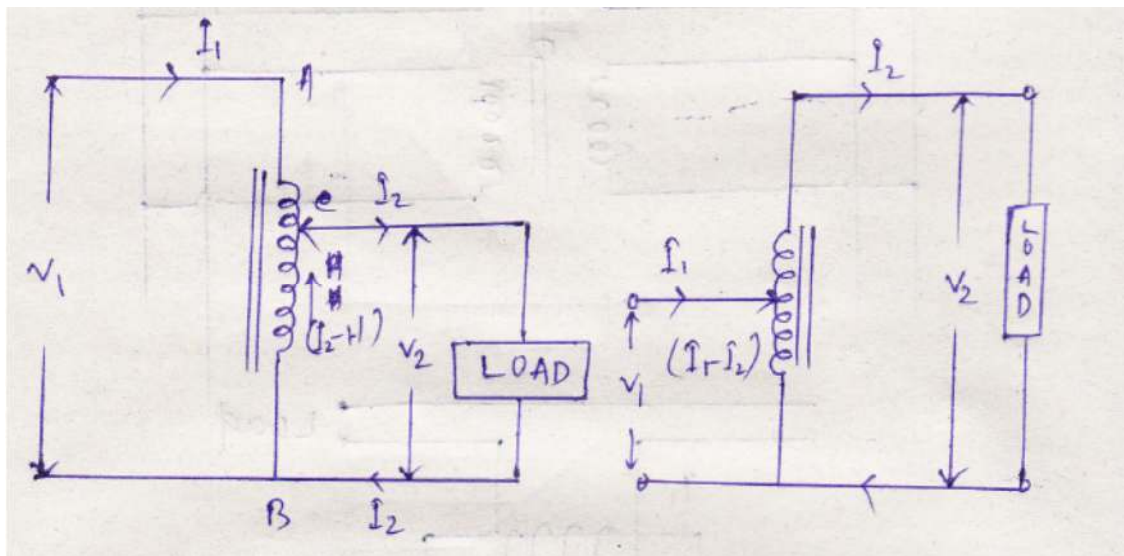 I₁
A
V₁
e
I₂
(I₂-I1)
V₂
LOAD
B
I₂
I₂
I₁
(I₁-I₂)
V₁
V₂
LOAD